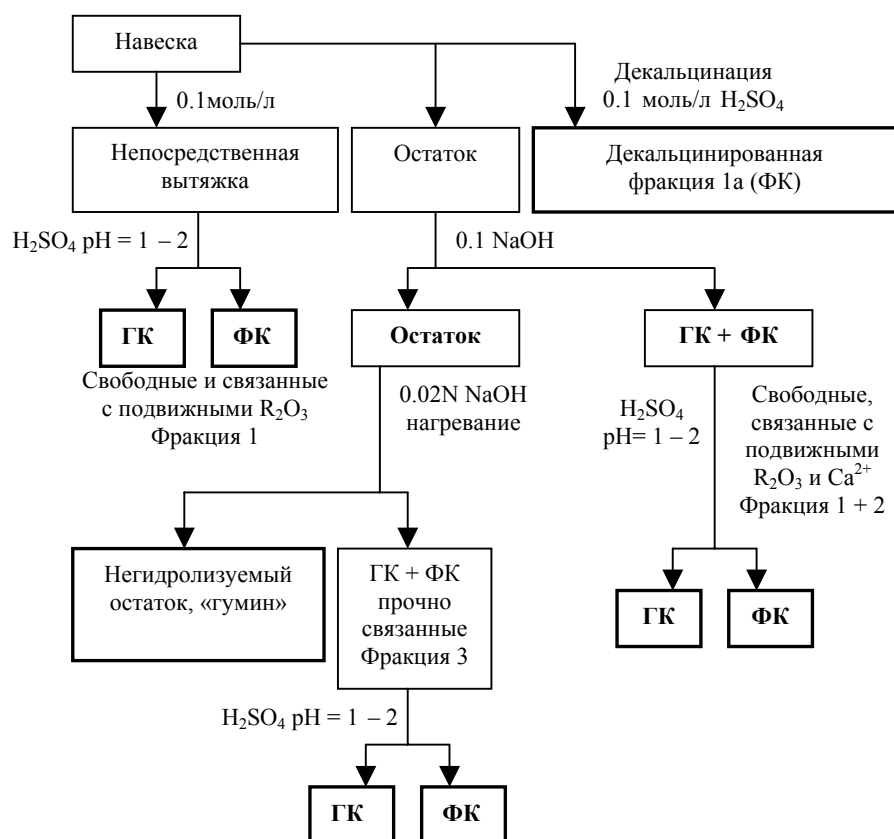 Навеска
0.1моль/л
Декальцинация
0.1 моль/л H₂SO₄
Непосредственная
вытяжка
Остаток
Декальцинированная
фракция 1а (ФК)
H₂SO₄ pH = 1 – 2
0.1 NaOH
ГК
ФК
Свободные и связанные
с подвижными R₂O₃
Фракция 1
Остаток
ГК + ФК
0.02N NaOH
нагревание
H₂SO₄
pH= 1 – 2
Свободные,
связанные с
подвижными
R₂O₃ и Ca²⁺
Фракция 1 + 2
Негидролизуемый
остаток, «гумин»
ГК + ФК
прочно
связанные
Фракция 3
ГК
ФК
H₂SO₄ pH = 1 – 2
ГК
ФК